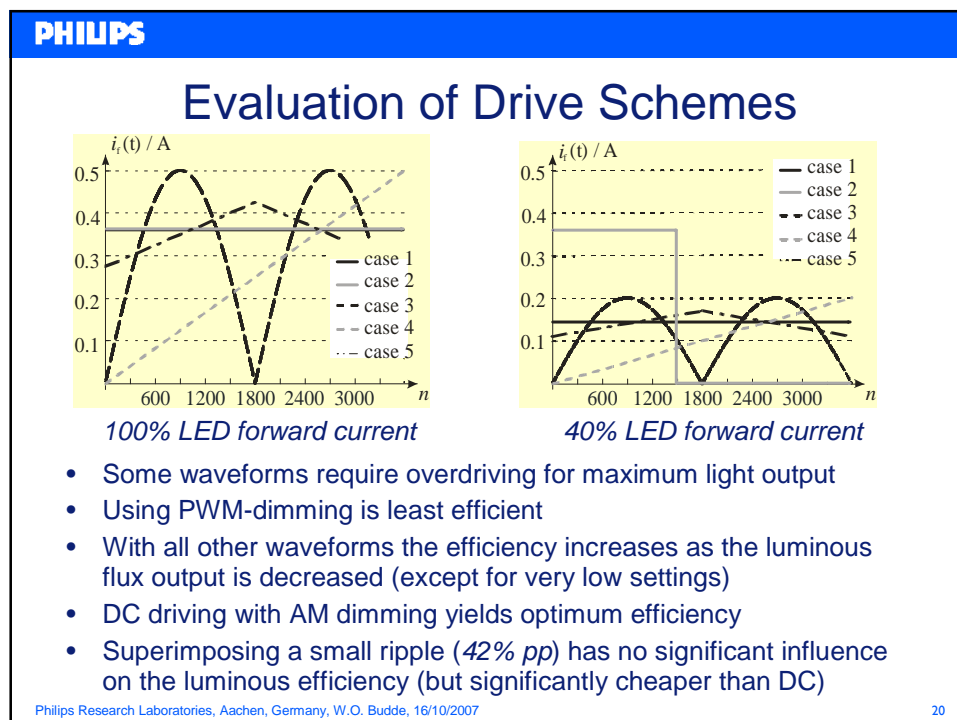 PHILIPS
Evaluation of Drive Schemes
i_f (t) / A
0.5
0.4
0.3
0.2
0.1
case 1
case 2
case 3
case 4
case 5
600 1200 1800 2400 3000 n
100% LED forward current
i_f (t) / A
0.5
0.4
0.3
0.2
0.1
case 1
case 2
case 3
case 4
case 5
600 1200 1800 2400 3000 n
40% LED forward current
• Some waveforms require overdriving for maximum light output
• Using PWM-dimming is least efficient
• With all other waveforms the efficiency increases as the luminous
flux output is decreased (except for very low settings)
• DC driving with AM dimming yields optimum efficiency
• Superimposing a small ripple (42% pp) has no significant influence
on the luminous efficiency (but significantly cheaper than DC)
Philips Research Laboratories, Aachen, Germany, W.O. Budde, 16/10/2007
20